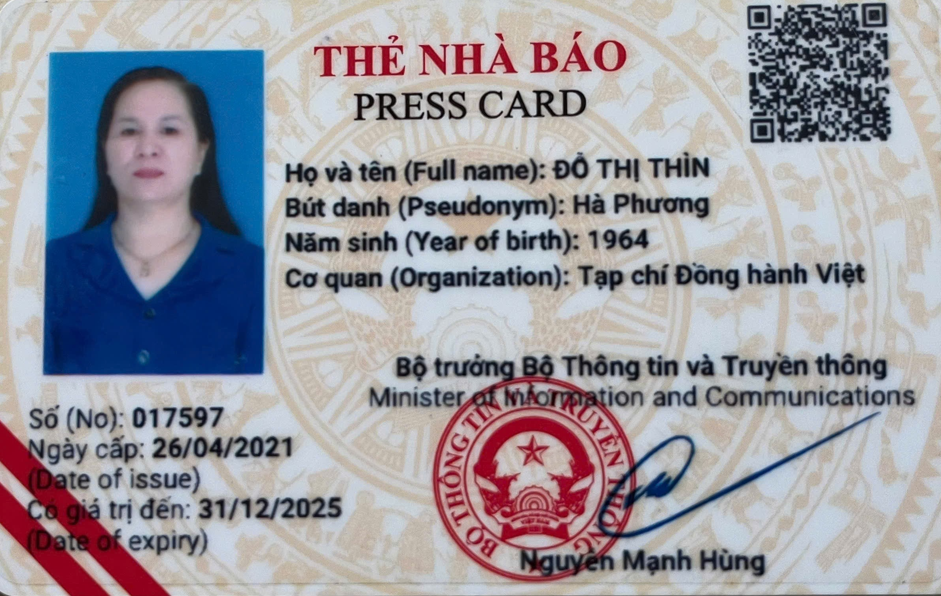 THẺ NHÀ BÁO
PRESS CARD
Họ và tên (Full name): ĐỖ THỊ THÌN
Bút danh (Pseudonym): Hà Phương
Năm sinh (Year of birth): 1964
Cơ quan (Organization): Tạp chí Đồng hành Việt
Bộ trưởng Bộ Thông tin và Truyền thông
Minister of Information and Communications
Số (No): 017597
Ngày cấp: 26/04/2021
(Date of issue)
Có giá trị đến: 31/12/2025
(Date of expiry)
BỘ THÔNG TIN VÀ TRUYỀN THÔNG
VIỆT NAM
Nguyễn Mạnh Hùng